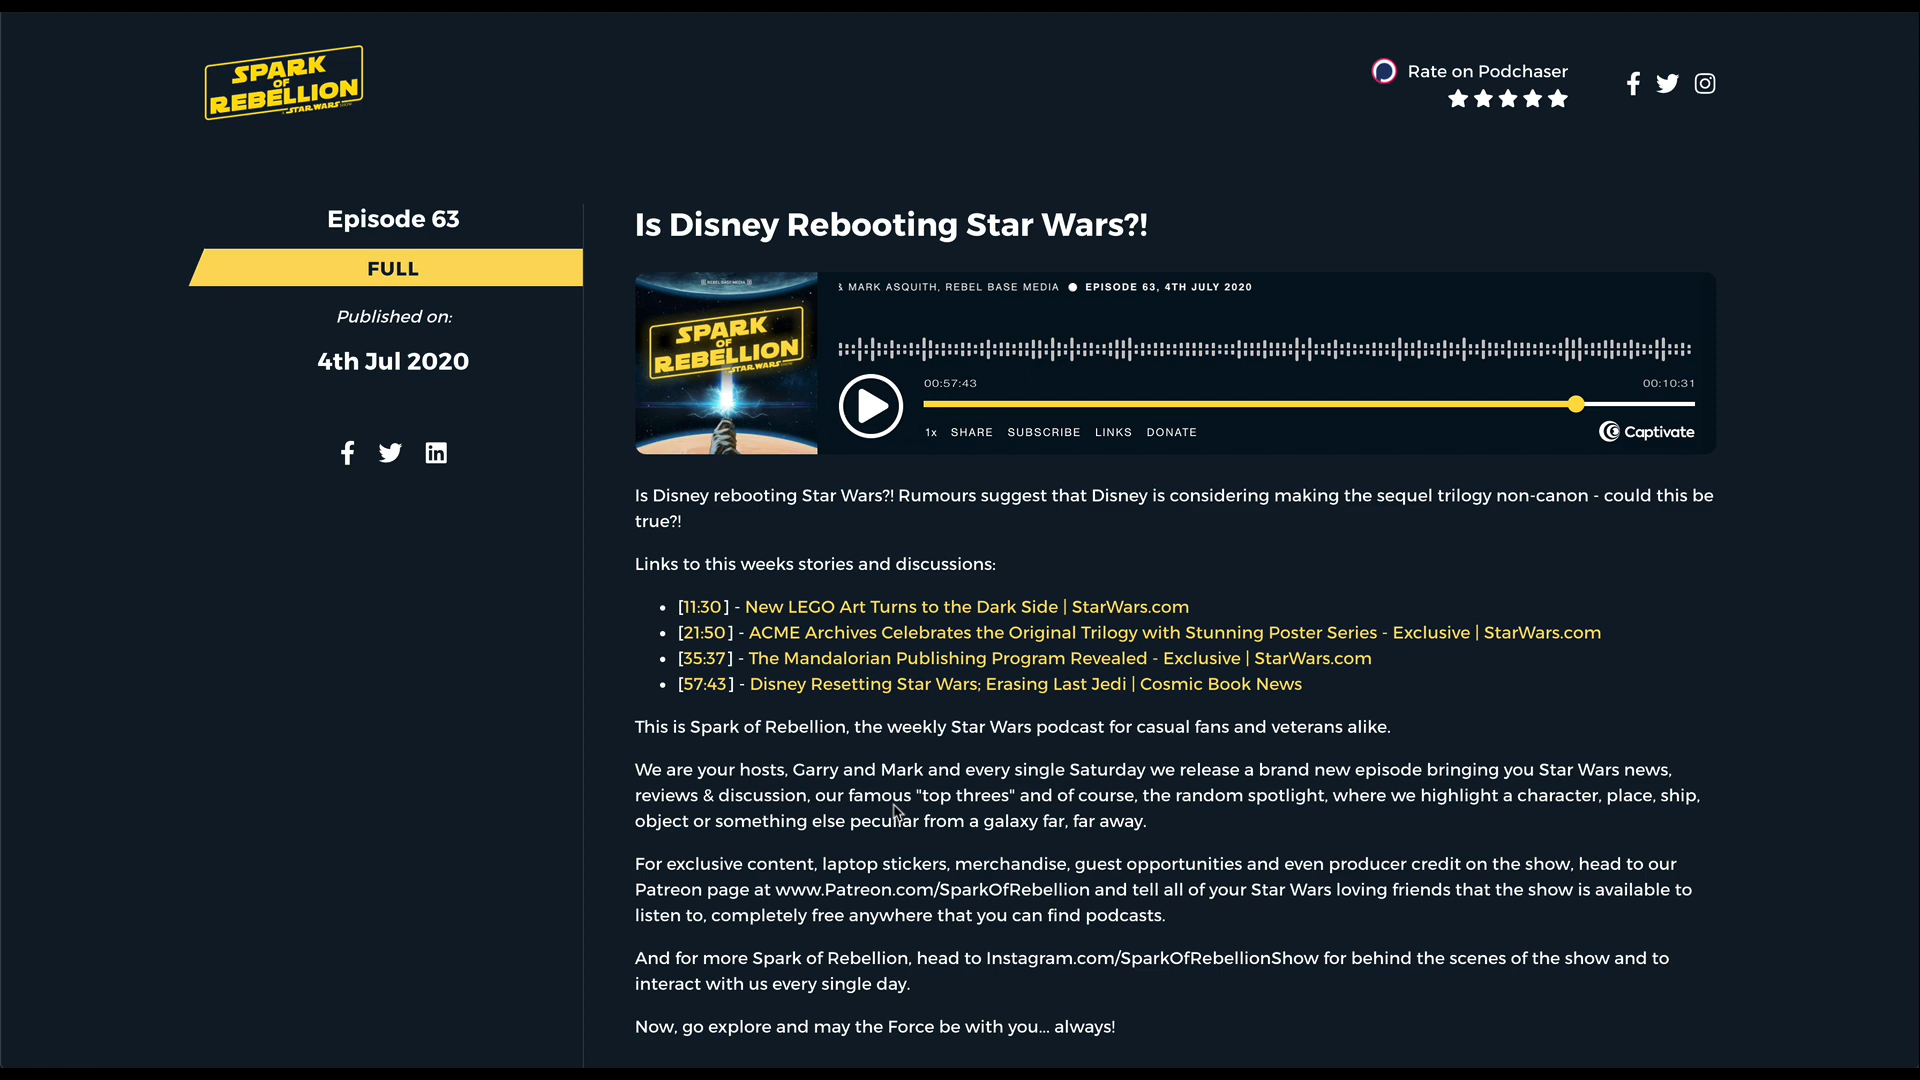 SPARK
OF
REBELLION
A STAR WARS SHOW
Rate on Podchaser
Episode 63
FULL
Published on:
4th Jul 2020
Is Disney Rebooting Star Wars?!
REBEL BASE MEDIA
SPARK
OF
REBELLION
A STAR WARS SHOW
& MARK ASQUITH, REBEL BASE MEDIA ● EPISODE 63, 4TH JULY 2020
00:57:43
00:10:31
1x SHARE SUBSCRIBE LINKS DONATE
Captivate
Is Disney rebooting Star Wars?! Rumours suggest that Disney is considering making the sequel trilogy non-canon - could this be
true?!
Links to this weeks stories and discussions:
• [11:30] - New LEGO Art Turns to the Dark Side | StarWars.com
• [21:50] - ACME Archives Celebrates the Original Trilogy with Stunning Poster Series - Exclusive | StarWars.com
• [35:37] - The Mandalorian Publishing Program Revealed - Exclusive | StarWars.com
• [57:43] - Disney Resetting Star Wars; Erasing Last Jedi | Cosmic Book News
This is Spark of Rebellion, the weekly Star Wars podcast for casual fans and veterans alike.
We are your hosts, Garry and Mark and every single Saturday we release a brand new episode bringing you Star Wars news,
reviews & discussion, our famous "top threes" and of course, the random spotlight, where we highlight a character, place, ship,
object or something else peculiar from a galaxy far, far away.
For exclusive content, laptop stickers, merchandise, guest opportunities and even producer credit on the show, head to our
Patreon page at www.Patreon.com/SparkOfRebellion and tell all of your Star Wars loving friends that the show is available to
listen to, completely free anywhere that you can find podcasts.
And for more Spark of Rebellion, head to Instagram.com/SparkOfRebellionShow for behind the scenes of the show and to
interact with us every single day.
Now, go explore and may the Force be with you... always!